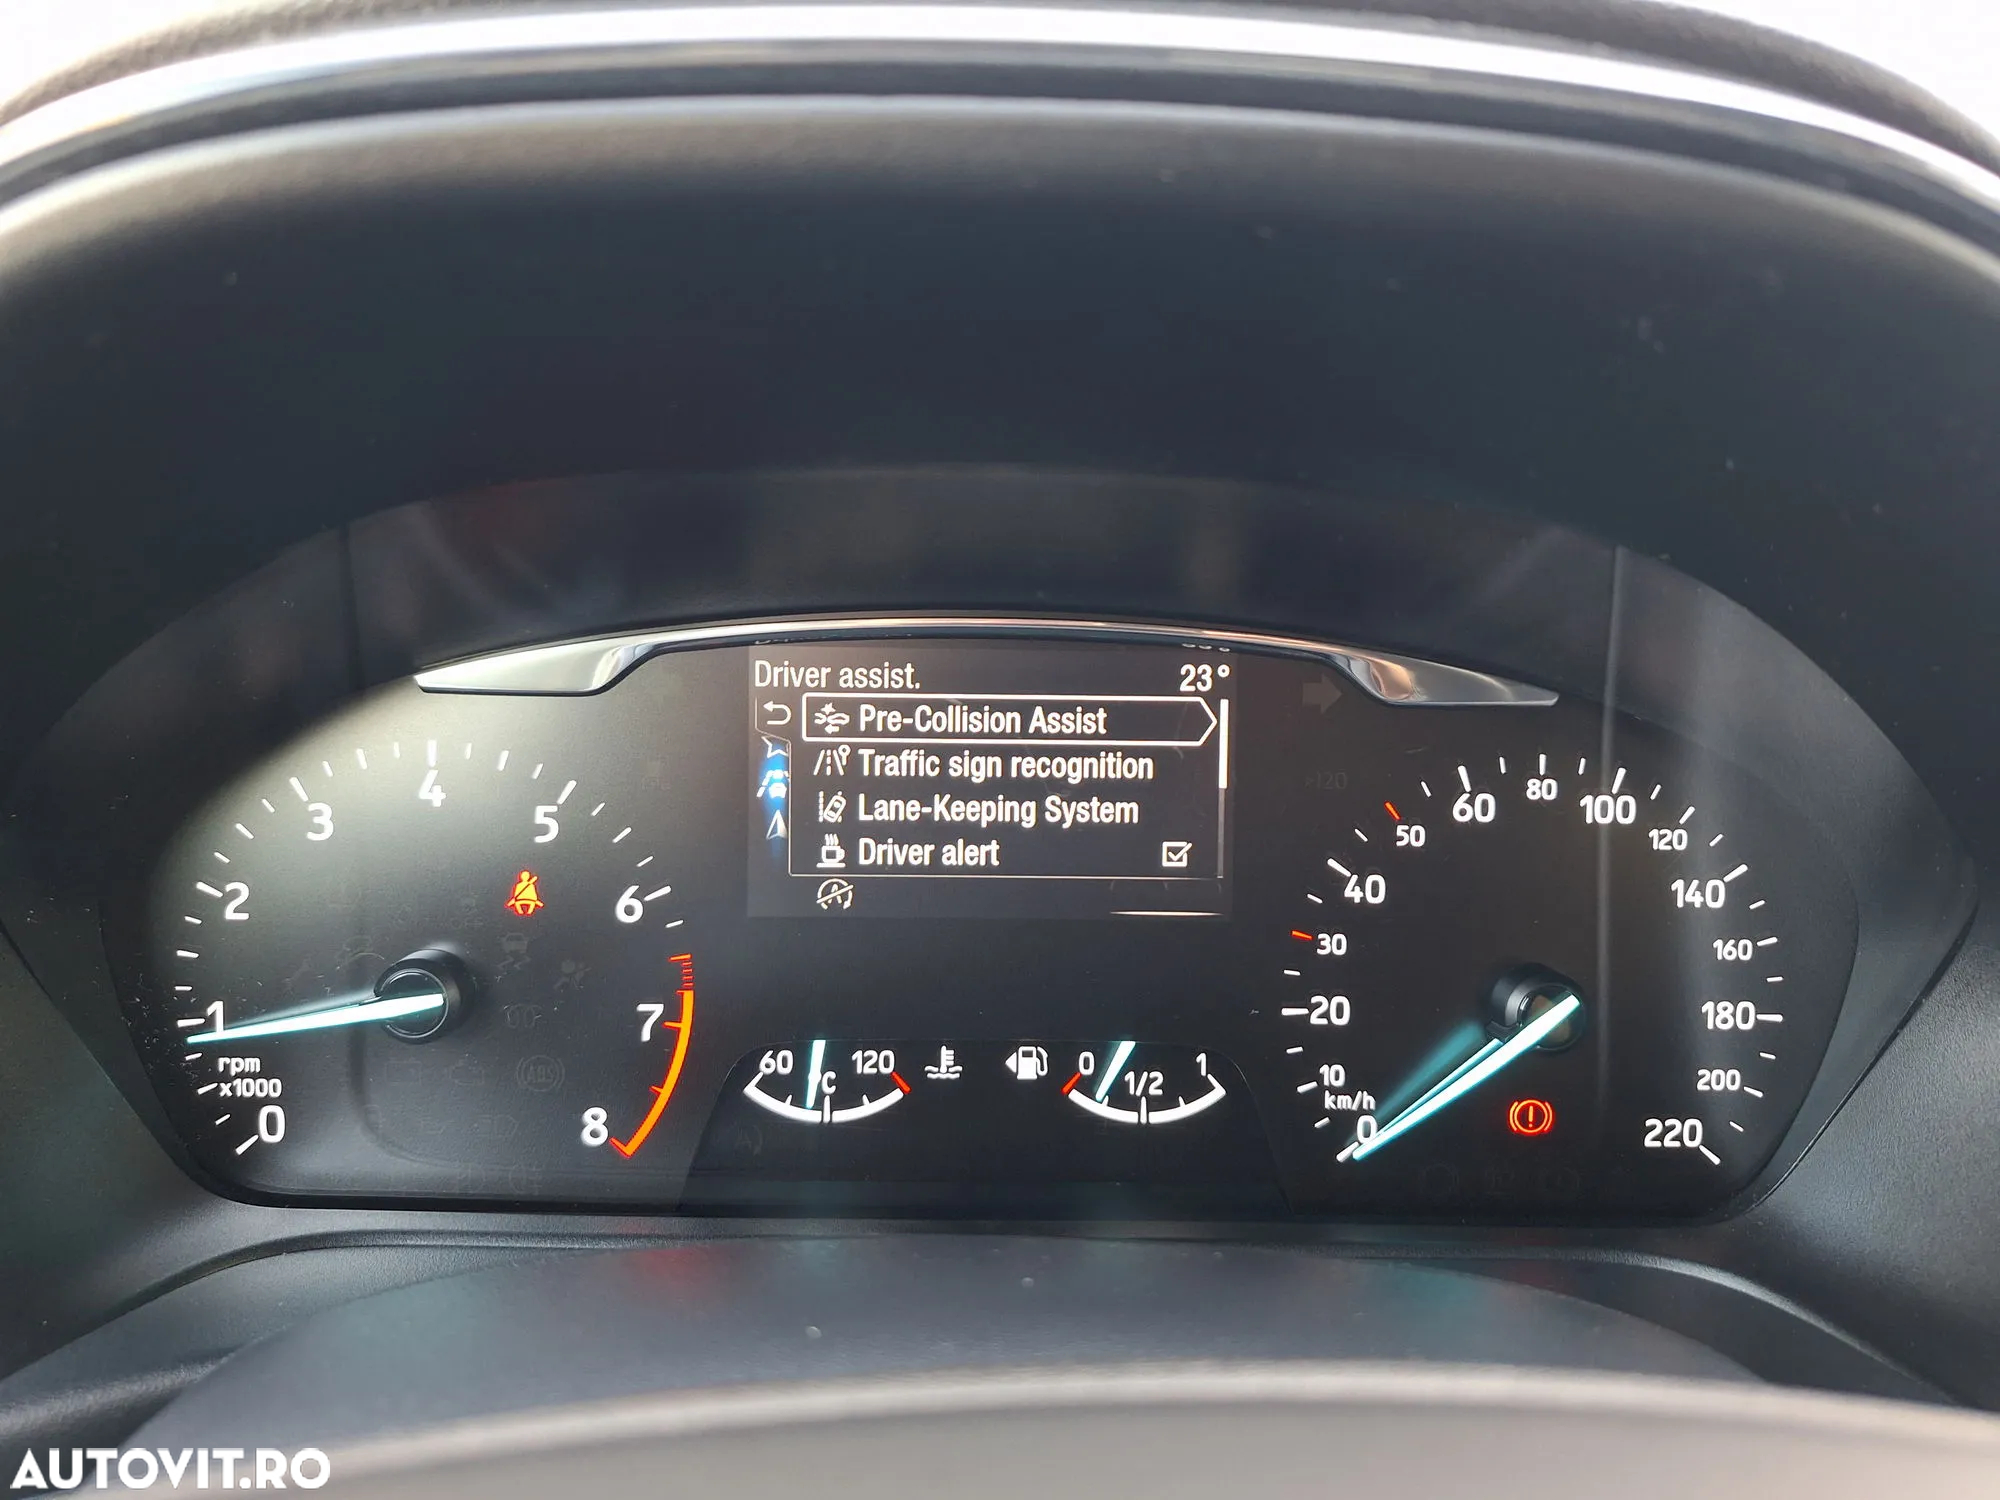 Driver assist. 23°
Pre-Collision Assist
Traffic sign recognition
Lane-Keeping System
Driver alert
0 1 2 3 4 5 6 7 8
rpm
x1000
60 °C 120
0 1/2 1
0 10 20 30 40 50 60 80 100 120 140 160 180 200 220
km/h
AUTOVIT.RO